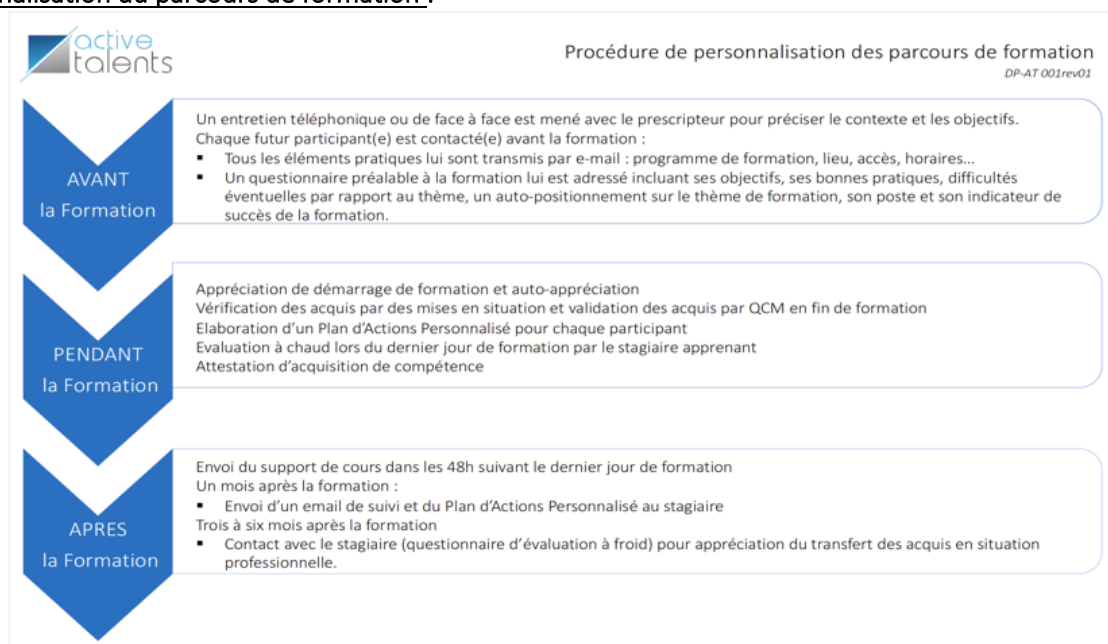 nalisation du parcours de formation :
active
talents
Procédure de personnalisation des parcours de formation
DP-AT 001rev01
AVANT
la Formation
Un entretien téléphonique ou de face à face est mené avec le prescripteur pour préciser le contexte et les objectifs.
Chaque futur participant(e) est contacté(e) avant la formation :
▪ Tous les éléments pratiques lui sont transmis par e-mail : programme de formation, lieu, accès, horaires...
▪ Un questionnaire préalable à la formation lui est adressé incluant ses objectifs, ses bonnes pratiques, difficultés
éventuelles par rapport au thème, un auto-positionnement sur le thème de formation, son poste et son indicateur de
succès de la formation.
PENDANT
la Formation
Appréciation de démarrage de formation et auto-appréciation
Vérification des acquis par des mises en situation et validation des acquis par QCM en fin de formation
Elaboration d'un Plan d'Actions Personnalisé pour chaque participant
Evaluation à chaud lors du dernier jour de formation par le stagiaire apprenant
Attestation d'acquisition de compétence
APRES
la Formation
Envoi du support de cours dans les 48h suivant le dernier jour de formation
Un mois après la formation :
▪ Envoi d'un email de suivi et du Plan d'Actions Personnalisé au stagiaire
Trois à six mois après la formation
▪ Contact avec le stagiaire (questionnaire d'évaluation à froid) pour appréciation du transfert des acquis en situation
professionnelle.